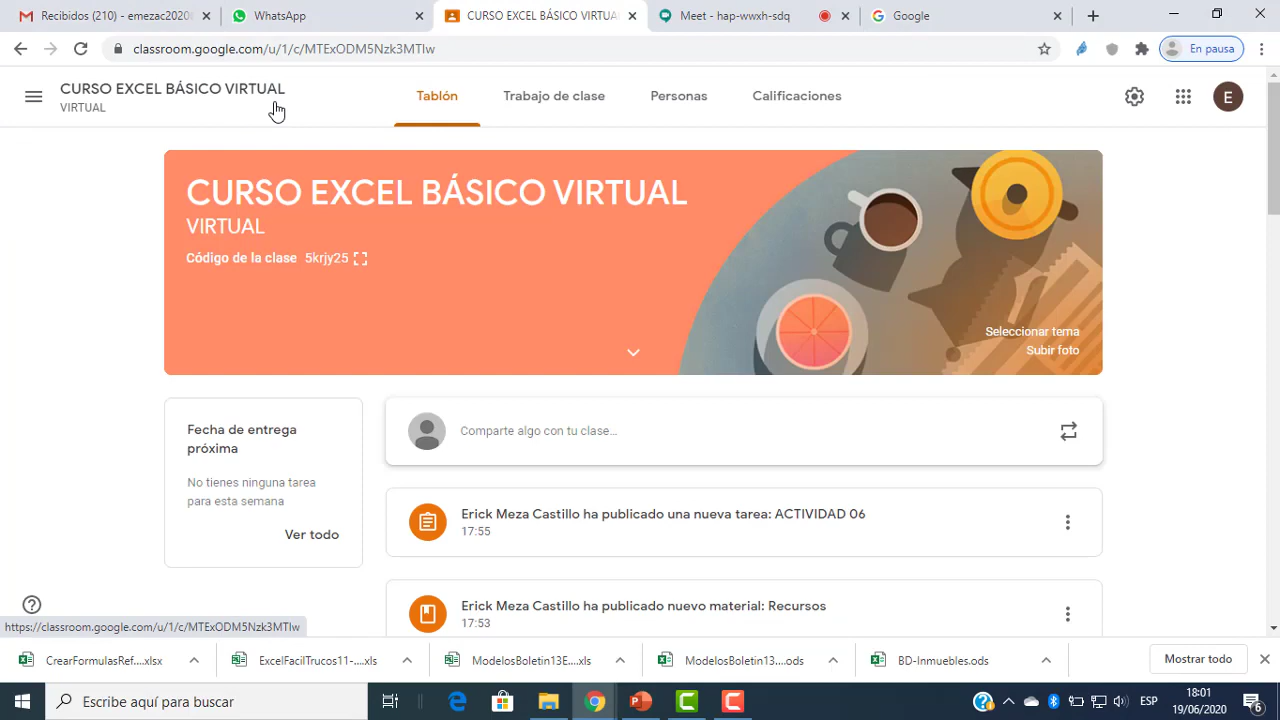 Recibidos (210) - emezac2020
WhatsApp
CURSO EXCEL BÁSICO VIRTUA
Meet - hap-wwxh-sdq
Google
classroom.google.com/u/1/c/MTExODM5Nzk3MTIw
En pausa
CURSO EXCEL BÁSICO VIRTUAL
VIRTUAL
Tablón
Trabajo de clase
Personas
Calificaciones
E
CURSO EXCEL BÁSICO VIRTUAL
VIRTUAL
Código de la clase 5krjy25
Seleccionar tema
Subir foto
Fecha de entrega
próxima
No tienes ninguna tarea
para esta semana
Ver todo
Comparte algo con tu clase...
Erick Meza Castillo ha publicado una nueva tarea: ACTIVIDAD 06
17:55
Erick Meza Castillo ha publicado nuevo material: Recursos
17:53
https://classroom.google.com/u/1/c/MTExODM5Nzk3MTIw
CrearFormulasRef....xlsx
ExcelFacilTrucos11-....xls
ModelosBoletin13E....xls
ModelosBoletin13....ods
BD-Inmuebles.ods
Mostrar todo
Escribe aquí para buscar
ESP
18:01
19/06/2020
6